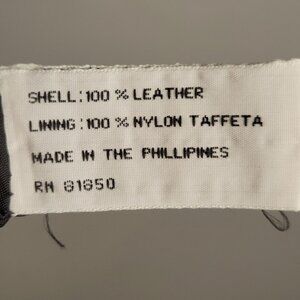 SHELL:100 % LEATHER
LINING:100 % NYLON TAFFETA
MADE IN THE PHILLIPINES
RN 81850